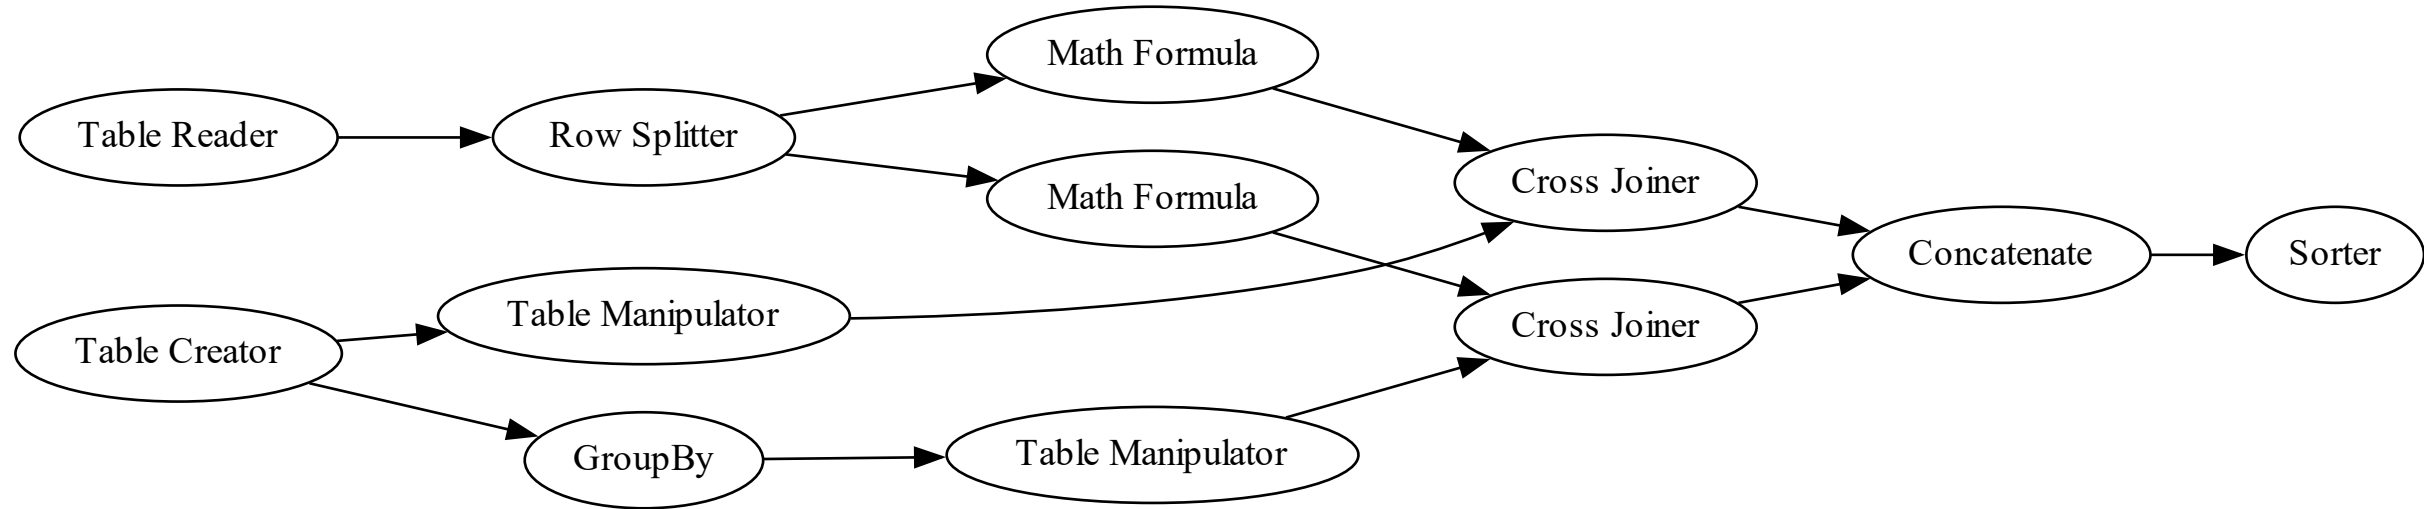 Table Reader
Row Splitter
Math Formula
Math Formula
Table Creator
Table Manipulator
GroupBy
Table Manipulator
Cross Joiner
Cross Joiner
Concatenate
Sorter